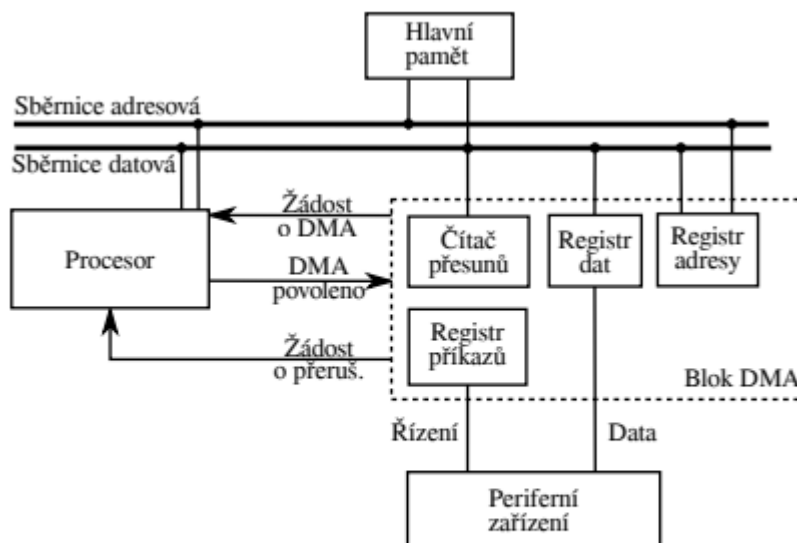 Hlavní
pamět
Sběrnice adresová
Sběrnice datová
Procesor
Žádost
o DMA
DMA
povoleno
Žádost
o přeruš.
Čítač
přesunů
Registr
dat
Registr
adresy
Registr
příkazů
Blok DMA
Řízení
Data
Periferní
zařízení